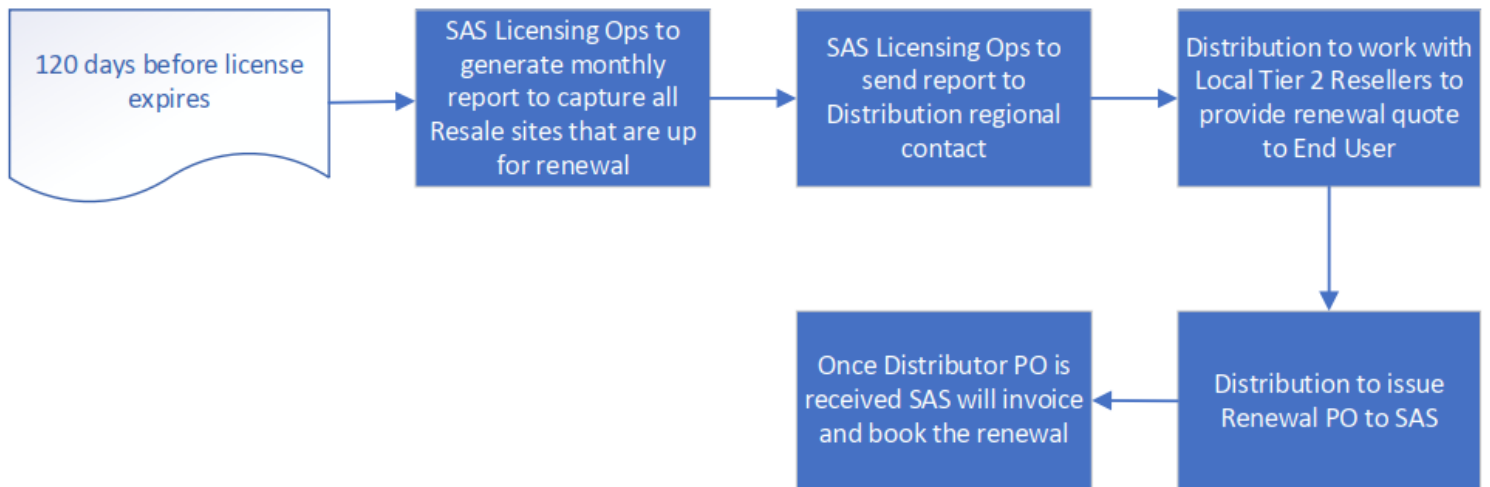 120 days before license
expires
SAS Licensing Ops to
generate monthly
report to capture all
Resale sites that are up
for renewal
SAS Licensing Ops to
send report to
Distribution regional
contact
Distribution to work with
Local Tier 2 Resellers to
provide renewal quote
to End User
Distribution to issue
Renewal PO to SAS
Once Distributor PO is
received SAS will invoice
and book the renewal